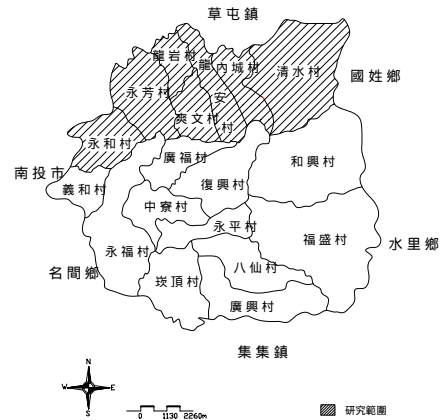 草屯鎮
龍岩村
龍安村
內城村
清水村
國姓鄉
永芳村
爽文村
永和村
廣福村
和興村
南投市
義和村
復興村
中寮村
永平村
福盛村
水里鄉
永福村
名間鄉
崁頂村
八仙村
廣興村
集集鎮
N
W
E
S
0 1130 2260m
研究範圍